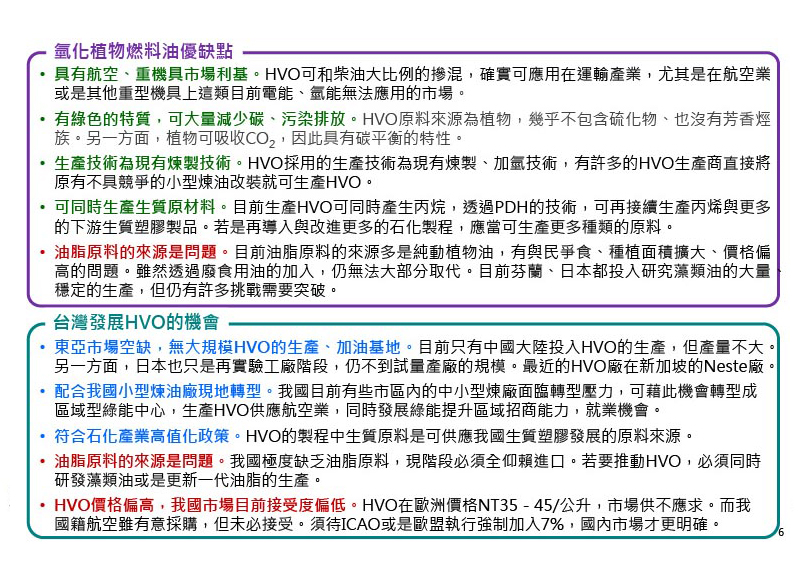 氫化植物燃料油優缺點
• 具有航空、重機具市場利基。HVO可和柴油大比例的摻混，確實可應用在運輸產業，尤其是在航空業
或是其他重型機具上這類目前電能、氫能無法應用的市場。
• 有綠色的特質，可大量減少碳、污染排放。HVO原料來源為植物，幾乎不包含硫化物、也沒有芳香烴
族。另一方面，植物可吸收CO2，因此具有碳平衡的特性。
• 生產技術為現有煉製技術。HVO採用的生產技術為現有煉製、加氫技術，有許多的HVO生產商直接將
原有不具競爭的小型煉油改裝就可生產HVO。
• 可同時生產生質原材料。目前生產HVO可同時產生丙烷，透過PDH的技術，可再接續生產丙烯與更多
的下游生質塑膠製品。若是再導入與改進更多的石化製程，應當可生產更多種類的原料。
• 油脂原料的來源是問題。目前油脂原料的來源多是純動植物油，有與民爭食、種植面積擴大、價格偏
高的問題。雖然透過廢食用油的加入，仍無法大部分取代。目前芬蘭、日本都投入研究藻類油的大量、
穩定的生產，但仍有許多挑戰需要突破。
台灣發展HVO的機會
• 東亞市場空缺，無大規模HVO的生產、加油基地。目前只有中國大陸投入HVO的生產，但產量不大。
另一方面，日本也只是再實驗工廠階段，仍不到試量產廠的規模。最近的HVO廠在新加坡的Neste廠。
• 配合我國小型煉油廠現地轉型。我國目前有些市區內的中小型煉廠面臨轉型壓力，可藉此機會轉型成
區域型綠能中心，生產HVO供應航空業，同時發展綠能提升區域招商能力，就業機會。
• 符合石化產業高值化政策。HVO的製程中生質原料是可供應我國生質塑膠發展的原料來源。
• 油脂原料的來源是問題。我國極度缺乏油脂原料，現階段必須全仰賴進口。若要推動HVO，必須同時
研發藻類油或是更新一代油脂的生產。
• HVO價格偏高，我國市場目前接受度偏低。HVO在歐洲價格NT35 - 45/公升，市場供不應求。而我
國籍航空雖有意採購，但未必接受。須待ICAO或是歐盟執行強制加入7%，國內市場才更明確。
6